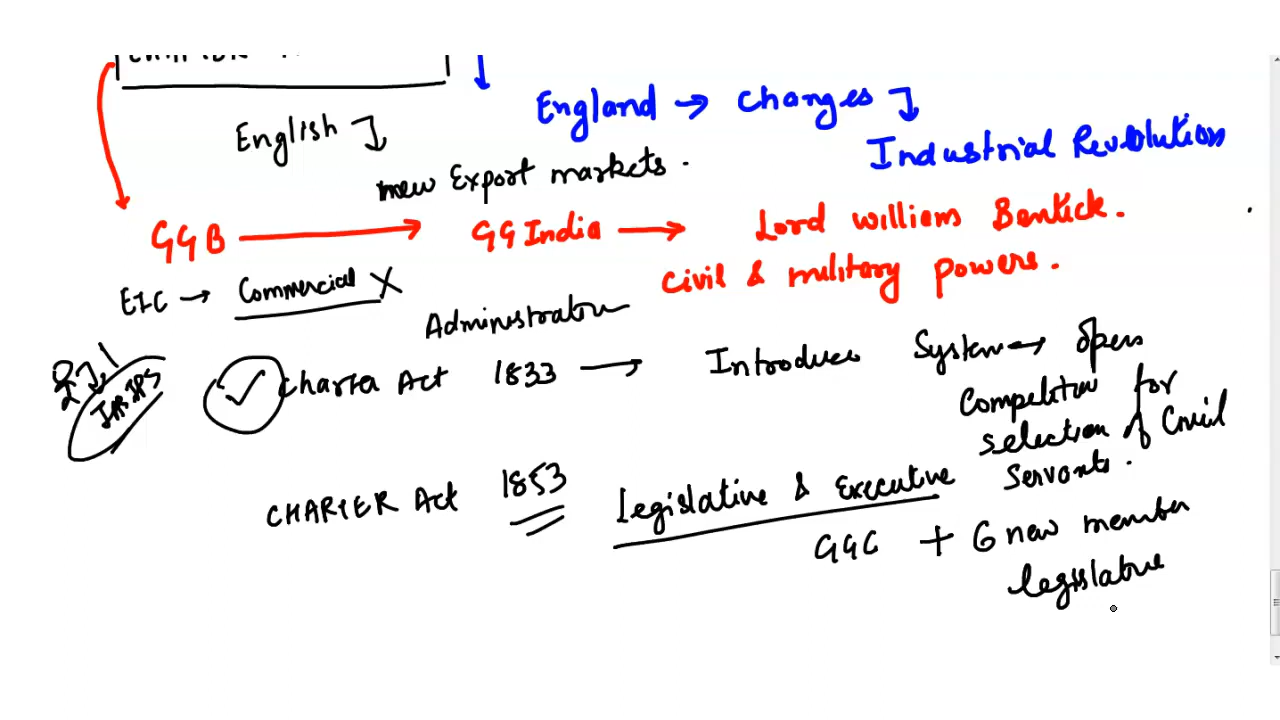 England → Changes
English
Industrial Revolution
new Export markets.
GGB → GG India → Lord William Bentick.
Civil & military powers.
EIC → Commercial X
Administration
IAS IPS
Charter Act 1833 → Introduces System → open
Competition for
selection of Civil
Servants.
CHARTER Act 1853 Legislative & Executive
GGC + 6 new member
legislative